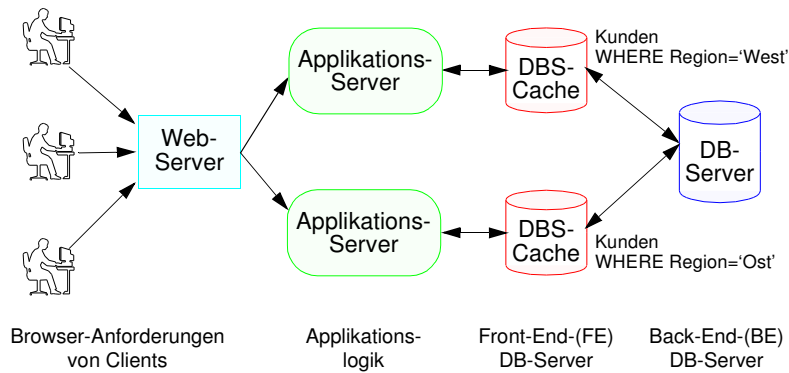 Kunden
WHERE Region=‘West’
Applikations-
Server
DBS-
Cache
Web-
Server
DB-
Server
Applikations-
Server
DBS-
Cache
Kunden
WHERE Region=‘Ost’
Browser-Anforderungen
von Clients
Applikations-
logik
Front-End-(FE)
DB-Server
Back-End-(BE)
DB-Server